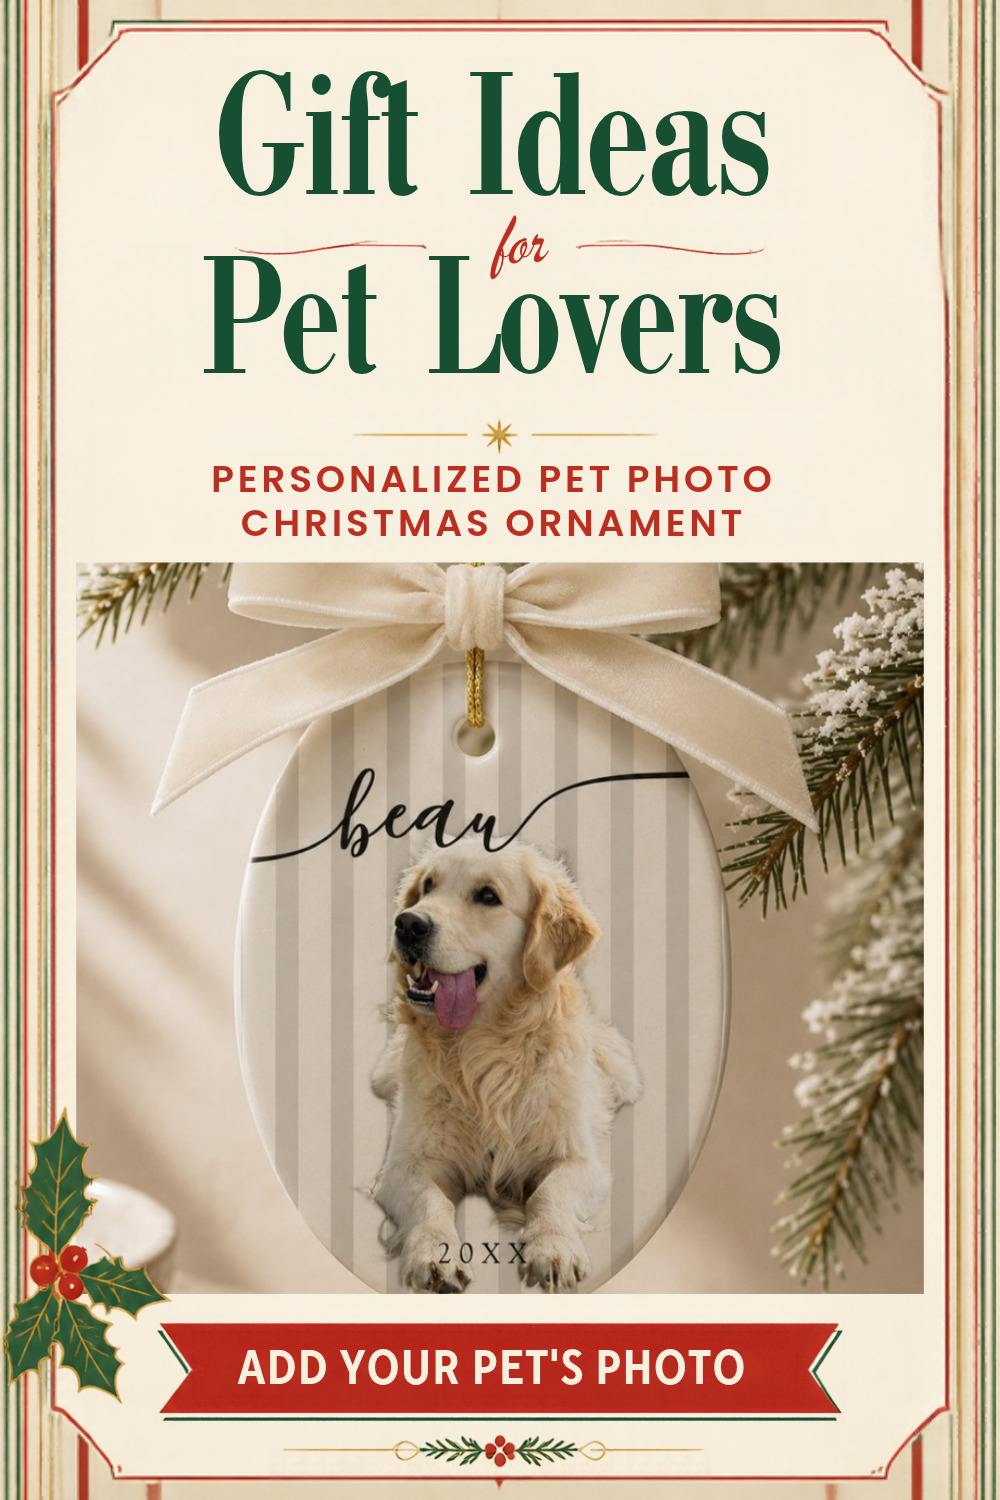 Gift Ideas
for
Pet Lovers
PERSONALIZED PET PHOTO
CHRISTMAS ORNAMENT
beau
20XX
ADD YOUR PET'S PHOTO